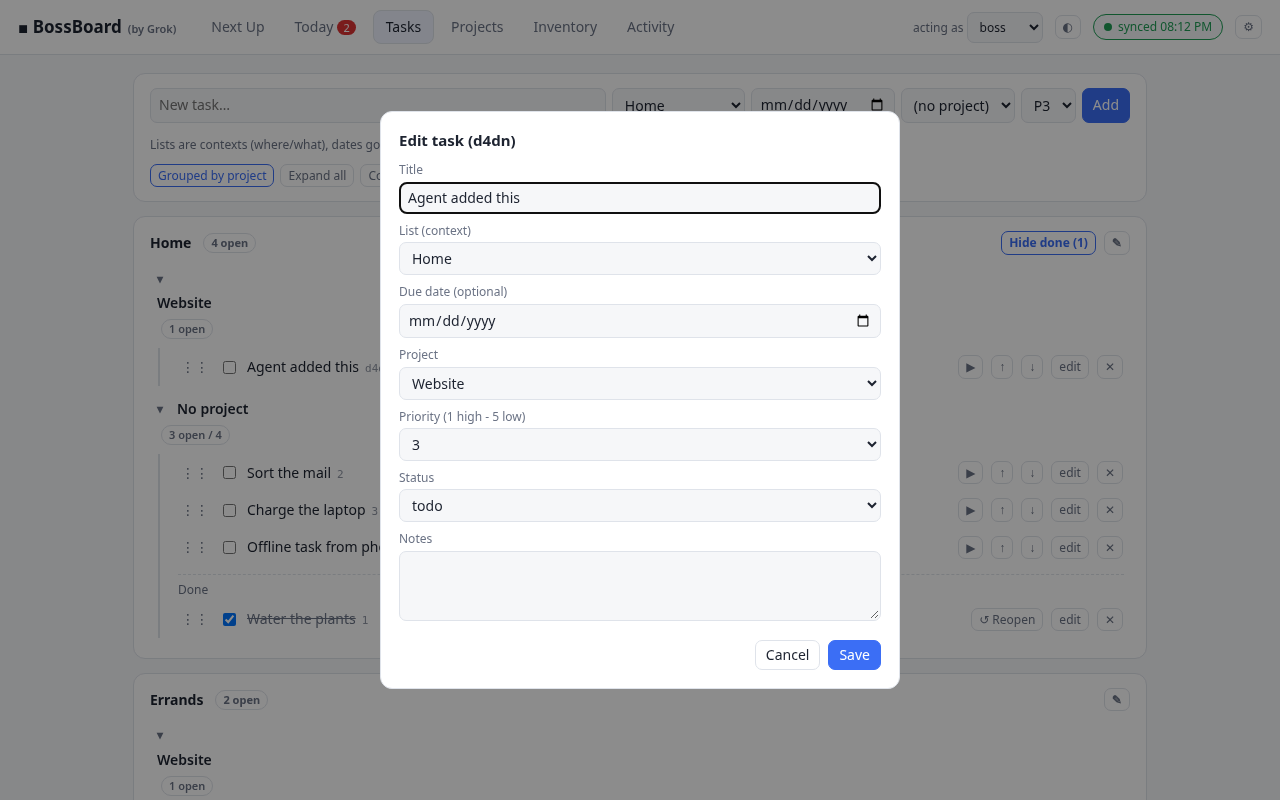 ■ BossBoard (by Grok) Next Up Today 2 Tasks Projects Inventory Activity acting as boss ◐ synced 08:12 PM ⚙
New task... Home mm/dd/yyyy (no project) P3 Add
Lists are contexts (where/what), dates go
Grouped by project Expand all
Home 4 open Hide done (1) ✎
▾
Website
1 open
⋮⋮ Agent added this ▶ ↑ ↓ edit ✕
▾ No project
3 open / 4
⋮⋮ Sort the mail 2 ▶ ↑ ↓ edit ✕
⋮⋮ Charge the laptop 3 ▶ ↑ ↓ edit ✕
⋮⋮ Offline task from ▶ ↑ ↓ edit ✕
Done
⋮⋮ Water the plants 1 ↺ Reopen edit ✕
Errands 2 open ✎
▾
Website
1 open
Edit task (d4dn)
Title
Agent added this
List (context)
Home
Due date (optional)
mm/dd/yyyy
Project
Website
Priority (1 high - 5 low)
3
Status
todo
Notes
Cancel Save